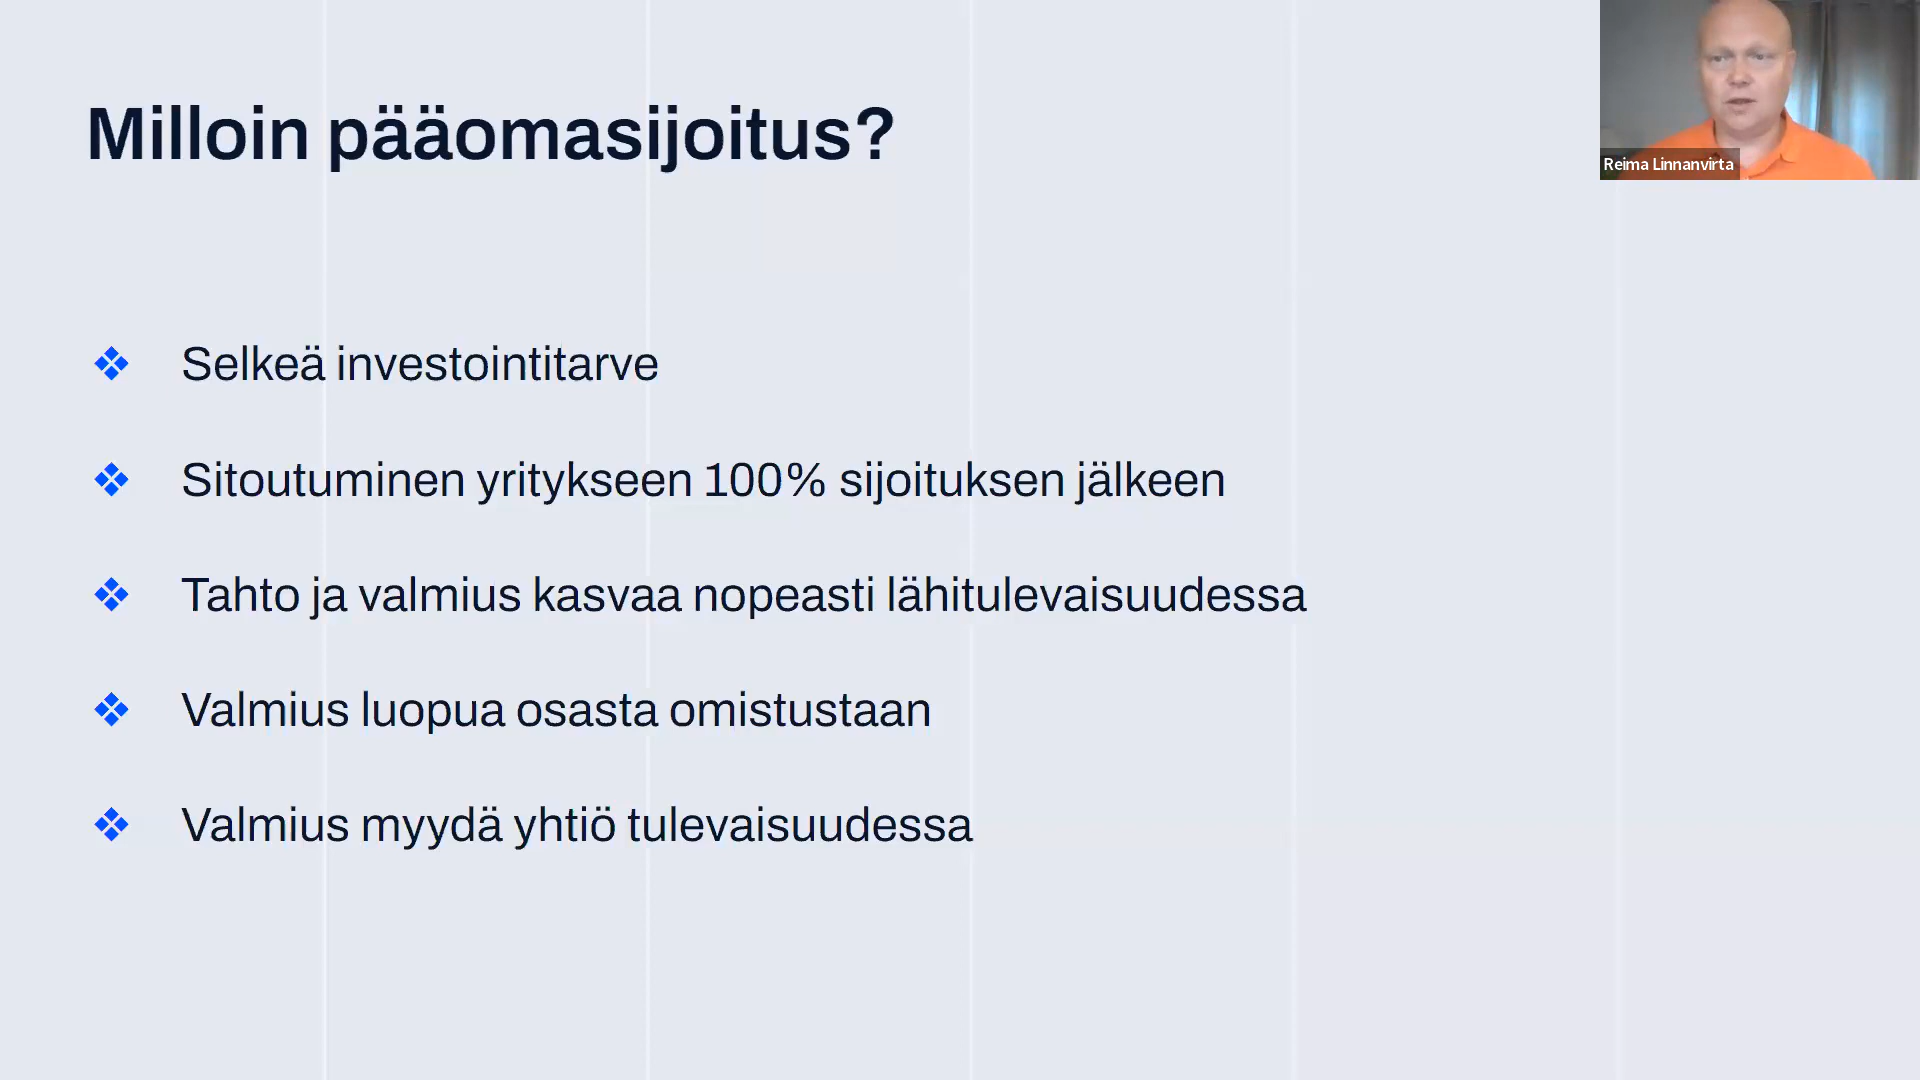 Milloin pääomasijoitus?
Reima Linnanvirta
Selkeä investointitarve
Sitoutuminen yritykseen 100% sijoituksen jälkeen
Tahto ja valmius kasvaa nopeasti lähitulevaisuudessa
Valmius luopua osasta omistustaan
Valmius myydä yhtiö tulevaisuudessa